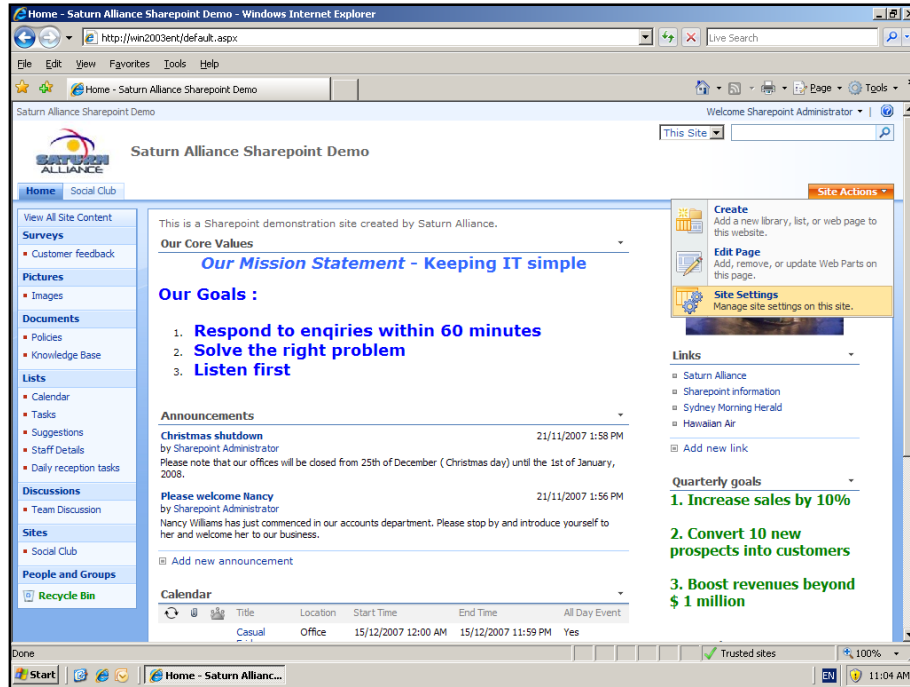 Home - Saturn Alliance Sharepoint Demo - Windows Internet Explorer
http://win2003ent/default.aspx
Live Search
File Edit View Favorites Tools Help
Home - Saturn Alliance Sharepoint Demo
Page Tools
Saturn Alliance Sharepoint Demo
Welcome Sharepoint Administrator
This Site
SATURN
ALLIANCE
Saturn Alliance Sharepoint Demo
Home Social Club
Site Actions
Create
Add a new library, list, or web page to
this website.
Edit Page
Add, remove, or update Web Parts on
this page.
Site Settings
Manage site settings on this site.
View All Site Content
Surveys
Customer feedback
Pictures
Images
Documents
Policies
Knowledge Base
Lists
Calendar
Tasks
Suggestions
Staff Details
Daily reception tasks
Discussions
Team Discussion
Sites
Social Club
People and Groups
Recycle Bin
This is a Sharepoint demonstration site created by Saturn Alliance.
Our Core Values
Our Mission Statement - Keeping IT simple
Our Goals :
1. Respond to enqiries within 60 minutes
2. Solve the right problem
3. Listen first
Announcements
Christmas shutdown 21/11/2007 1:58 PM
by Sharepoint Administrator
Please note that our offices will be closed from 25th of December ( Christmas day) until the 1st of January,
2008.
Please welcome Nancy 21/11/2007 1:56 PM
by Sharepoint Administrator
Nancy Williams has just commenced in our accounts department. Please stop by and introduce yourself to
her and welcome her to our business.
Add new announcement
Calendar
Title Location Start Time End Time All Day Event
Casual Office 15/12/2007 12:00 AM 15/12/2007 11:59 PM Yes
Links
Saturn Alliance
Sharepoint information
Sydney Morning Herald
Hawaiian Air
Add new link
Quarterly goals
1. Increase sales by 10%
2. Convert 10 new
prospects into customers
3. Boost revenues beyond
$ 1 million
Done
Trusted sites
100%
Start
Home - Saturn Allianc...
EN
11:04 AM